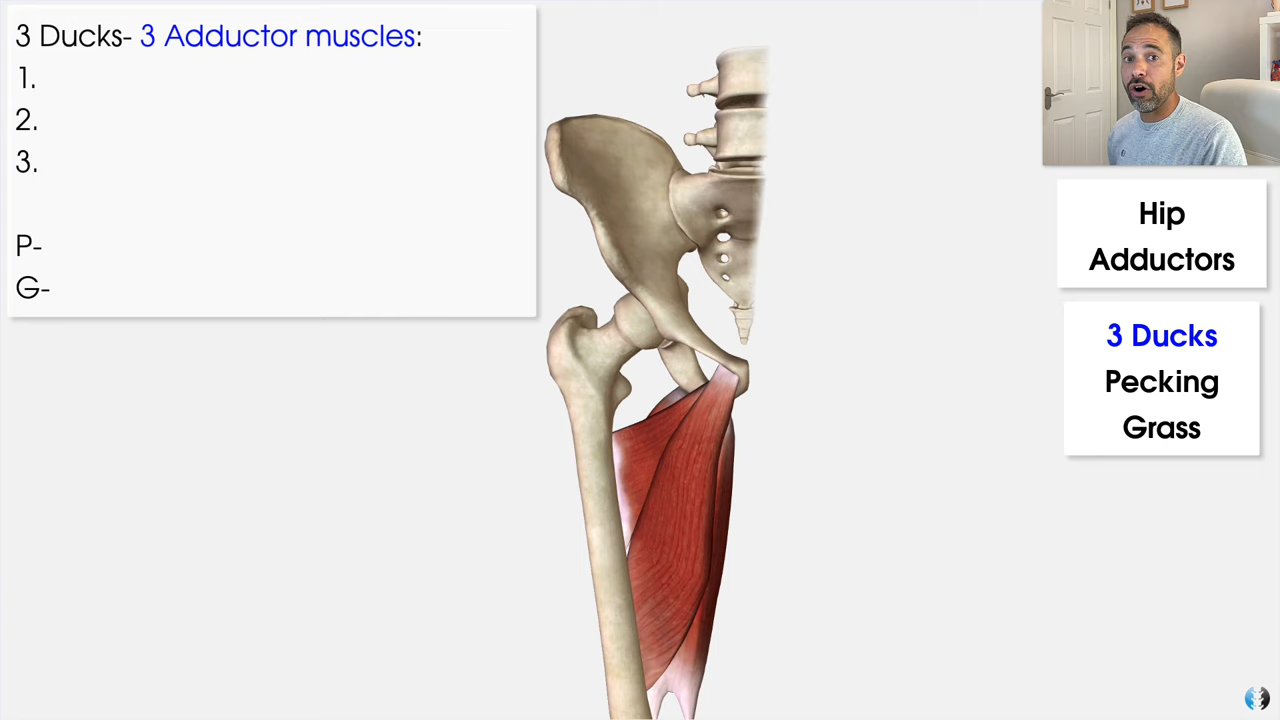 3 Ducks- 3 Adductor muscles:
1.
2.
3.
P-
G-
Hip
Adductors
3 Ducks
Pecking
Grass